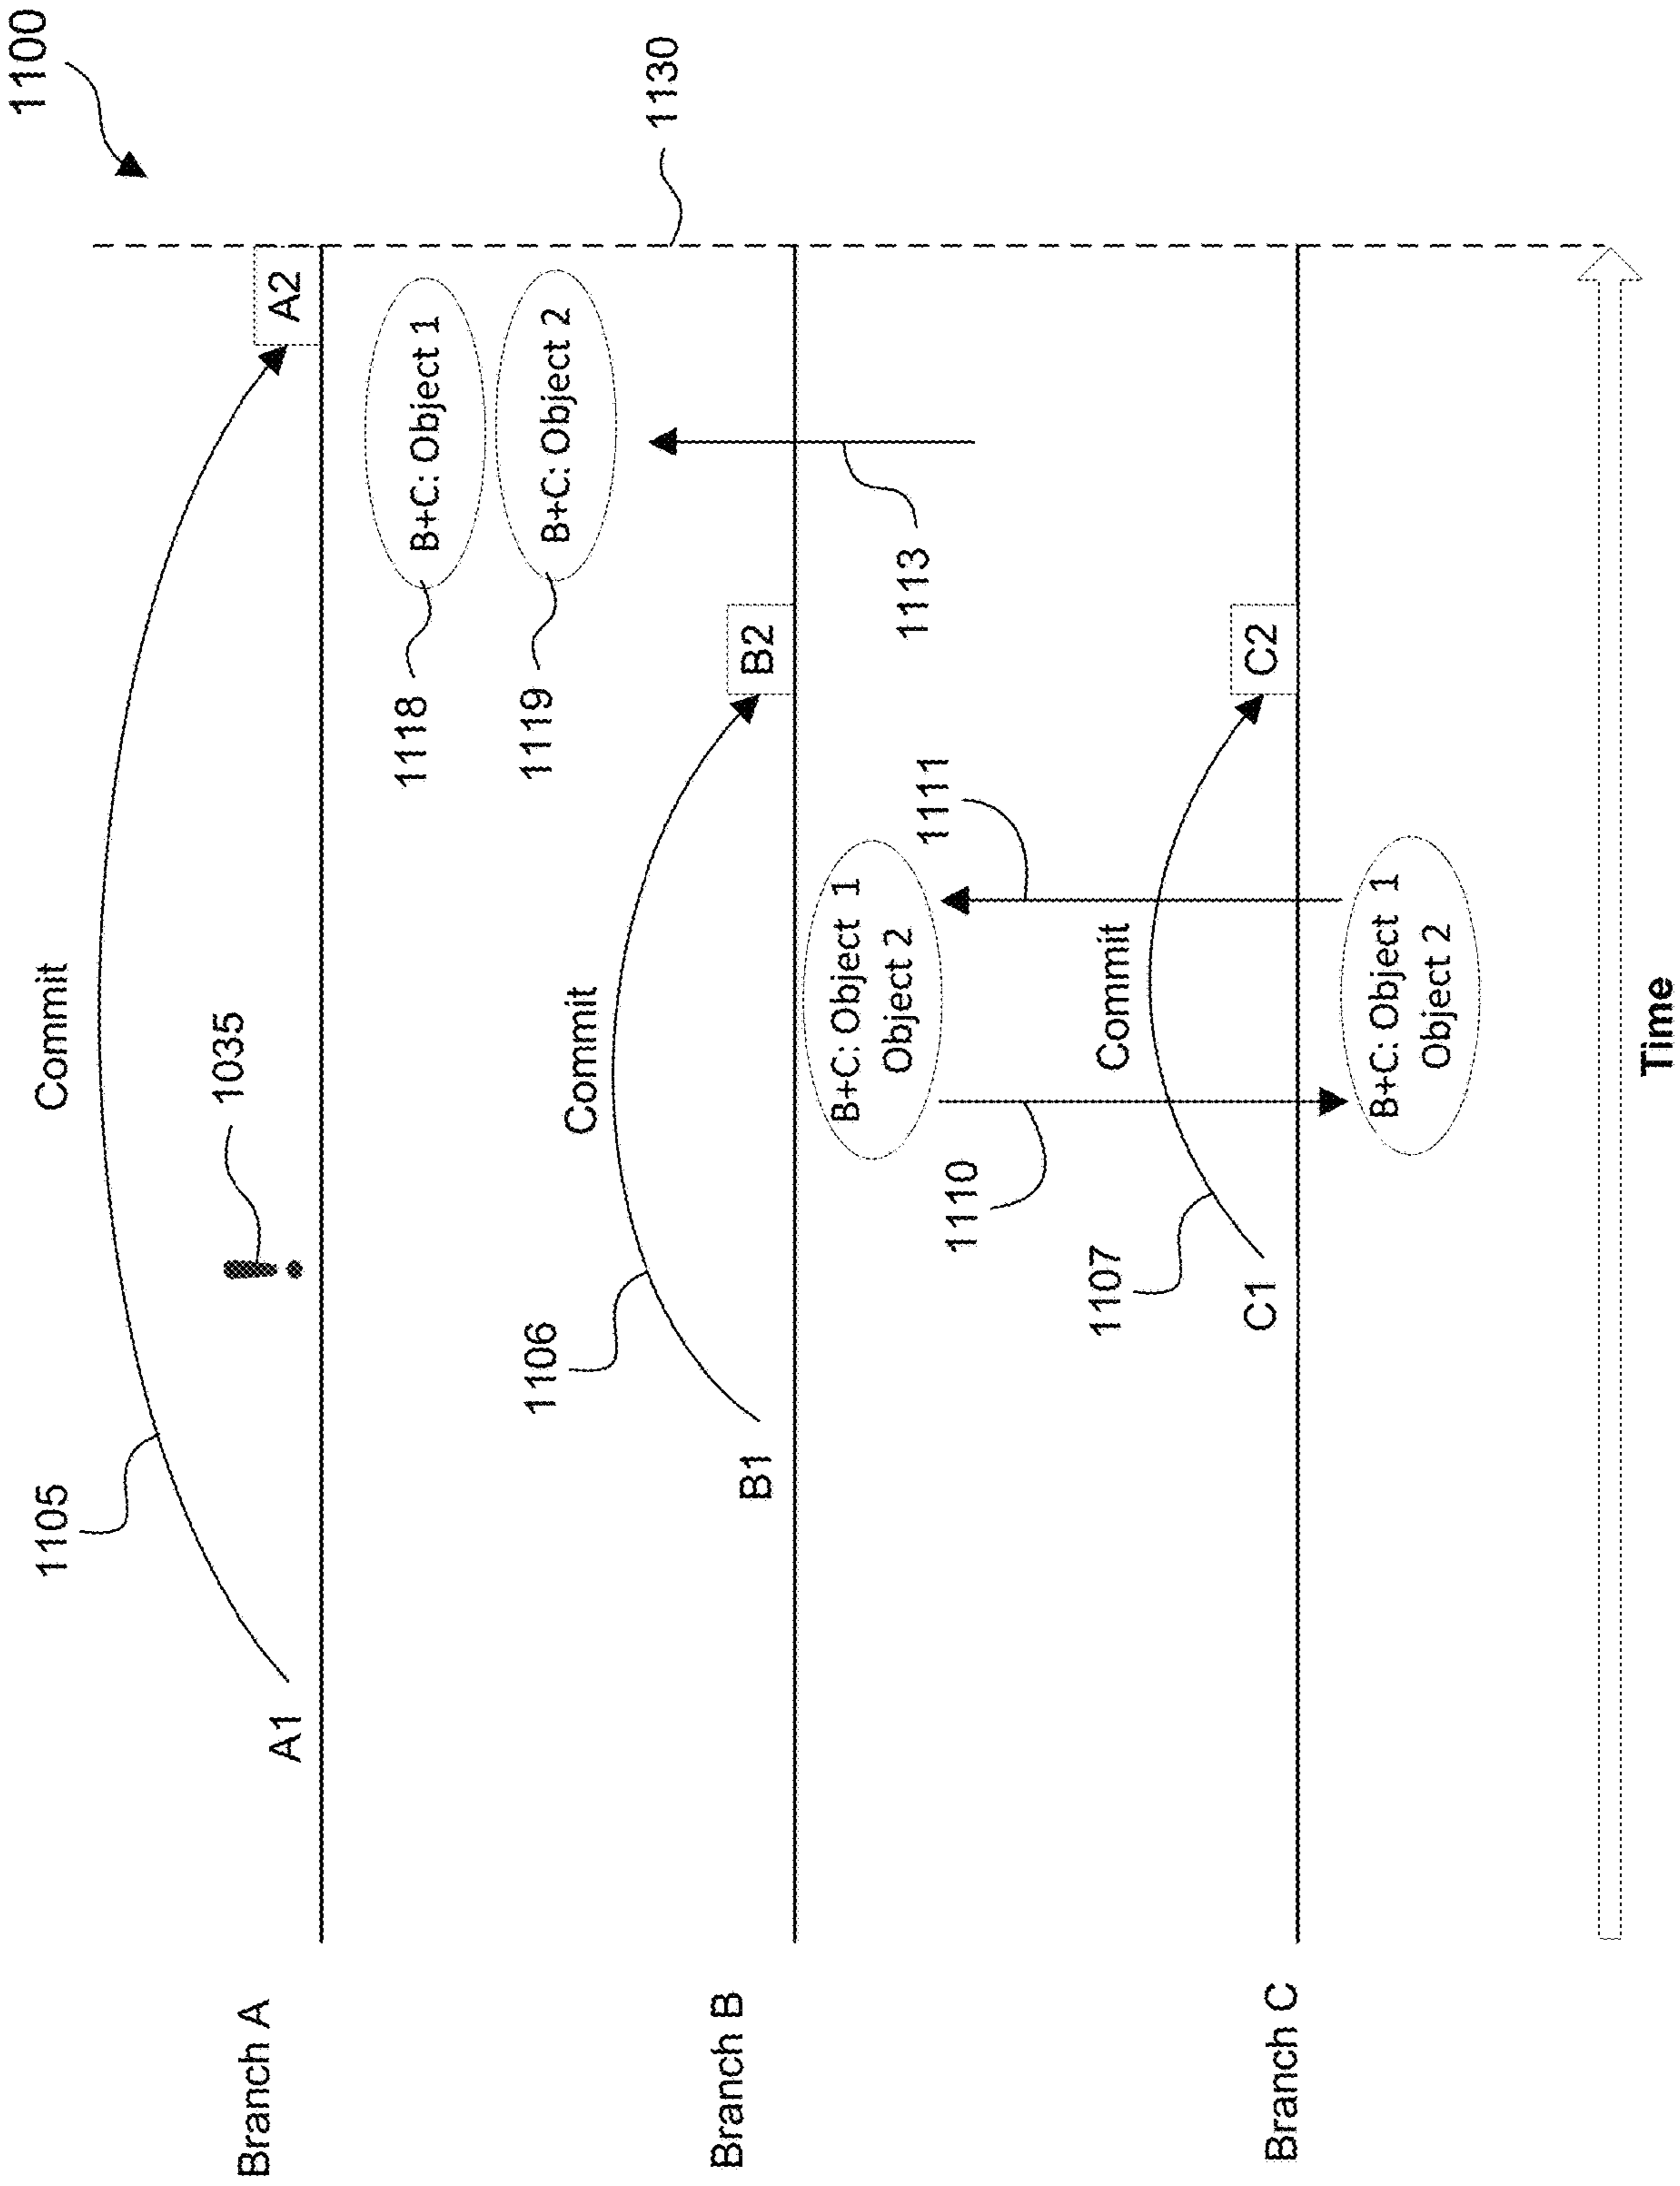 1100
Commit
1105
1035
A1
A2
Branch A
1130
1118
B+C: Object 1
1119
B+C: Object 2
Commit
1106
B1
B2
Branch B
B+C: Object 1
Object 2
1113
1110
1111
Commit
1107
C1
C2
Branch C
B+C: Object 1
Object 2
Time